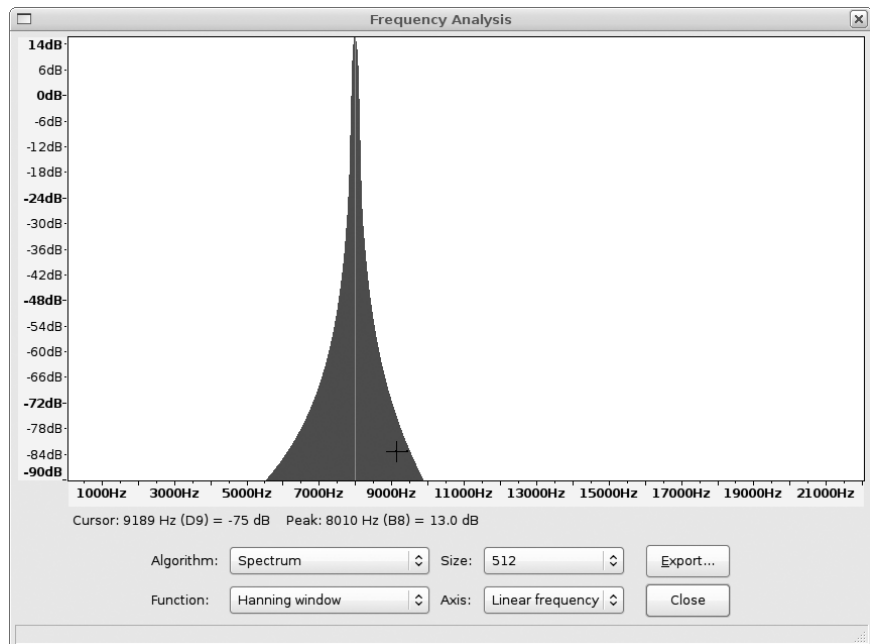 Frequency Analysis
14dB
6dB
0dB
-6dB
-12dB
-18dB
-24dB
-30dB
-36dB
-42dB
-48dB
-54dB
-60dB
-66dB
-72dB
-78dB
-84dB
-90dB
1000Hz 3000Hz 5000Hz 7000Hz 9000Hz 11000Hz 13000Hz 15000Hz 17000Hz 19000Hz 21000Hz
Cursor: 9189 Hz (D9) = -75 dB Peak: 8010 Hz (B8) = 13.0 dB
Algorithm: Spectrum Size: 512 Export...
Function: Hanning window Axis: Linear frequency Close